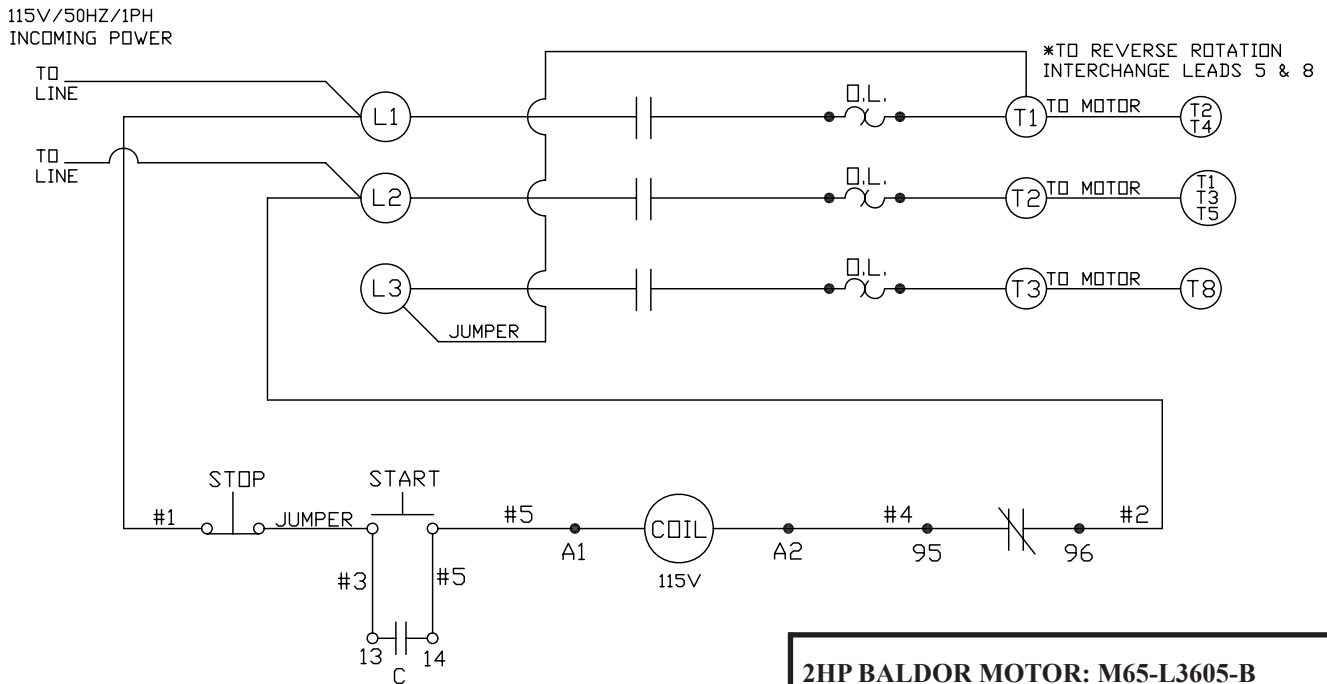 115V/50HZ/1PH
INCOMING POWER
*TO REVERSE ROTATION
INTERCHANGE LEADS 5 & 8
TO
LINE
L1
O.L.
T1
TO MOTOR
T2
T4
TO
LINE
L2
O.L.
T2
TO MOTOR
T1
T3
T5
L3
O.L.
T3
TO MOTOR
T8
JUMPER
STOP
START
#1
JUMPER
#5
COIL
#4
#2
A1
A2
95
96
115V
#3
#5
13
14
C
2HP BALDOR MOTOR: M65-L3605-B